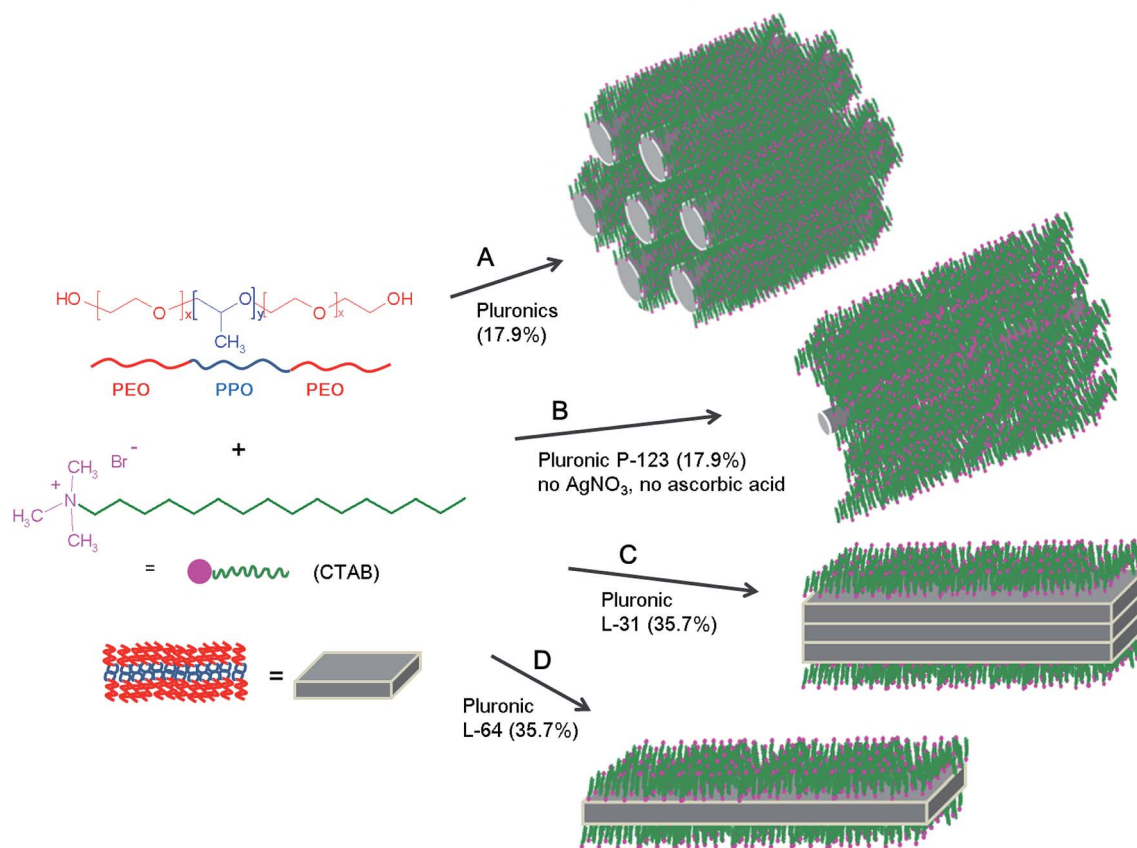 A
Pluronics
(17.9%)
HO [ O ]x [ O ]y [ O ]x OH
CH3
PEO PPO PEO
B
Pluronic P-123 (17.9%)
no AgNO3, no ascorbic acid
+
Br -
CH3
+
H3C N
CH3
= (CTAB)
C
Pluronic
L-31 (35.7%)
D
=
Pluronic
L-64 (35.7%)